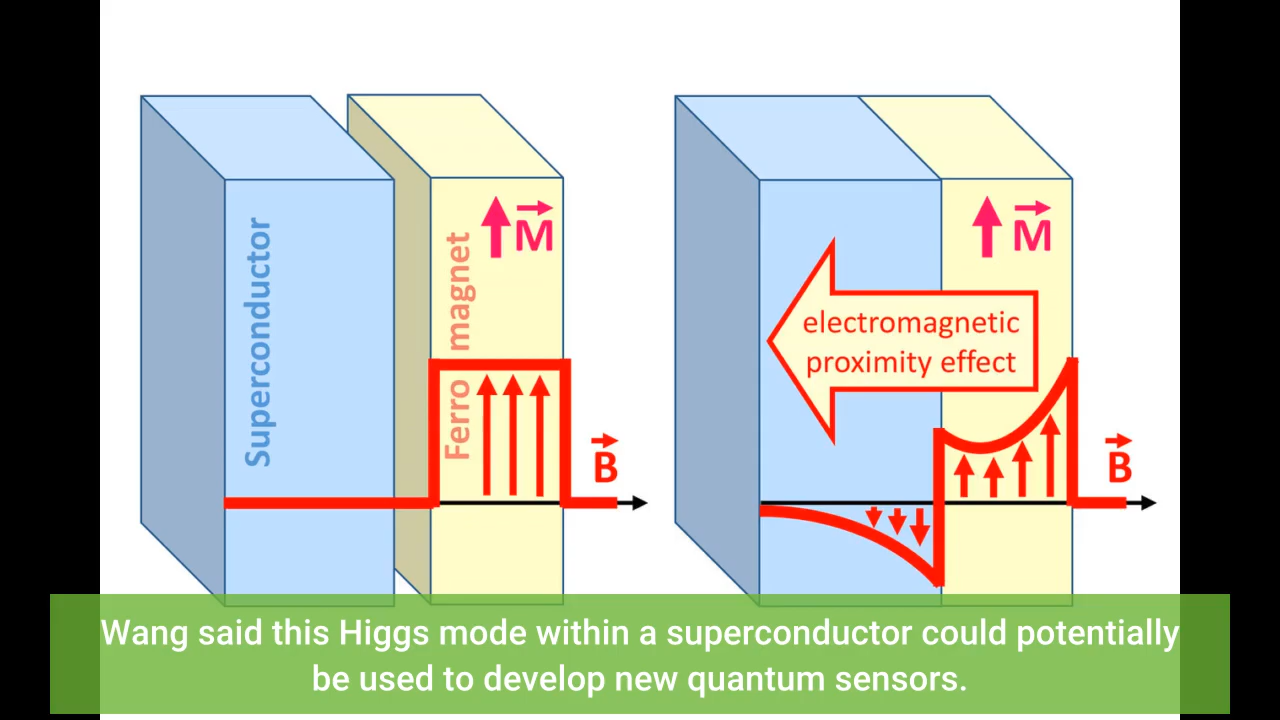 Superconductor
Ferro magnet
M
B
electromagnetic
proximity effect
M
B
Wang said this Higgs mode within a superconductor could potentially
be used to develop new quantum sensors.